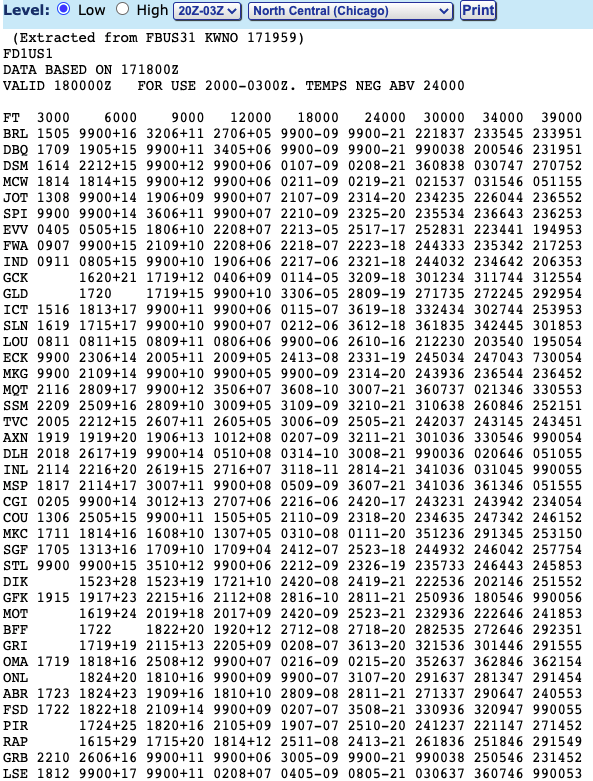 Level: Low High 20Z-03Z North Central (Chicago) Print
(Extracted from FBUS31 KWNO 171959)
FD1US1
DATA BASED ON 171800Z
VALID 180000Z FOR USE 2000-0300Z. TEMPS NEG ABV 24000
FT 3000 6000 9000 12000 18000 24000 30000 34000 39000
BRL 1505 9900+16 3206+11 2706+05 9900-09 9900-21 221837 233545 233951
DBQ 1709 1905+15 9900+11 3405+06 9900-09 9900-21 990038 200546 231951
DSM 1614 2212+15 9900+12 9900+06 0107-09 0208-21 360838 030747 270752
MCW 1814 1814+15 9900+12 9900+06 0211-09 0219-21 021537 031546 051155
JOT 1308 9900+14 1906+09 9900+07 2107-09 2314-20 234235 226044 236552
SPI 9900 9900+14 3606+11 9900+07 2210-09 2325-20 235534 236643 236253
EVV 0405 0505+15 1806+10 2208+07 2213-05 2517-17 252831 223441 194953
FWA 0907 9900+15 2109+10 2208+06 2218-07 2223-18 244333 235342 217253
IND 0911 0805+15 9900+10 1906+06 2217-06 2321-18 244032 234642 206353
GCK 1620+21 1719+12 0406+09 0114-05 3209-18 301234 311744 312554
GLD 1720 1719+15 9900+10 3306-05 2809-19 271735 272245 292954
ICT 1516 1813+17 9900+11 9900+06 0115-07 3619-18 332434 302744 253953
SLN 1619 1715+17 9900+10 9900+07 0212-06 3612-18 361835 342445 301853
LOU 0811 0811+15 0809+11 0806+06 9900-06 2610-16 212230 203540 195054
ECK 9900 2306+14 2005+11 2009+05 2413-08 2331-19 245034 247043 730054
MKG 9900 2109+14 9900+10 9900+05 9900-09 2314-20 243936 236544 236452
MQT 2116 2809+17 9900+12 3506+07 3608-10 3007-21 360737 021346 330553
SSM 2209 2509+16 2809+10 3009+05 3109-09 3210-21 310638 260846 252151
TVC 2005 2212+15 2607+11 2605+05 3006-09 2505-21 242037 243145 243451
AXN 1919 1919+20 1906+13 1012+08 0207-09 3211-21 301036 330546 990054
DLH 2018 2617+19 9900+14 0510+08 0314-10 3008-21 990036 020646 051055
INL 2114 2216+20 2619+15 2716+07 3118-11 2814-21 341036 031045 990055
MSP 1817 2114+17 3007+11 9900+08 0509-09 3607-21 341036 361346 051555
CGI 0205 9900+14 3012+13 2707+06 2216-06 2420-17 243231 243942 234054
COU 1306 2505+15 9900+11 1505+05 2110-09 2318-20 234635 247342 246152
MKC 1711 1814+16 1608+10 1307+05 0310-08 0111-20 351236 291345 253150
SGF 1705 1313+16 1709+10 1709+04 2412-07 2523-18 244932 246042 257754
STL 9900 9900+15 3510+12 9900+06 2212-09 2326-19 235733 246443 245853
DIK 1523+28 1523+19 1721+10 2420-08 2419-21 222536 202146 251552
GFK 1915 1917+23 2215+16 2112+08 2816-10 2811-21 250936 180546 990056
MOT 1619+24 2019+18 2017+09 2420-09 2523-21 232936 222646 241853
BFF 1722 1822+20 1920+12 2712-08 2718-20 282535 272646 292351
GRI 1719+19 2115+13 2205+09 0208-07 3613-20 321536 301446 291555
OMA 1719 1818+16 2508+12 9900+07 0216-09 0215-20 352637 362846 362154
ONL 1824+20 1810+16 9900+09 9900-07 3107-20 291637 281347 291454
ABR 1723 1824+23 1909+16 1810+10 2809-08 2811-21 271337 290647 240553
FSD 1722 1822+18 2109+14 9900+09 0207-07 3508-21 330936 320947 990055
PIR 1724+25 1820+16 2105+09 1907-07 2510-20 241237 221147 271452
RAP 1615+29 1715+20 1814+12 2511-08 2413-21 261836 251846 291549
GRB 2210 2606+16 9900+11 9900+06 3005-09 9900-21 990038 250546 231452
LSE 1812 9900+17 9900+11 0208+07 0405-09 0805-21 030637 360746 090053